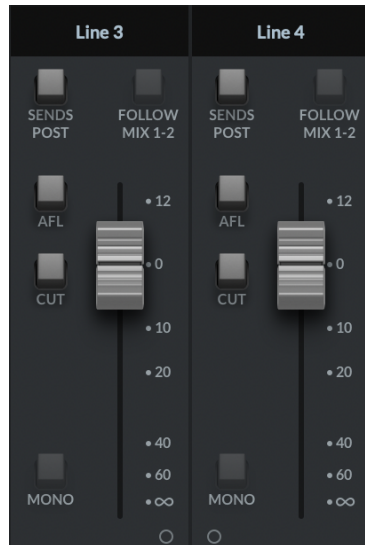 Line 3
Line 4
SENDS
POST
FOLLOW
MIX 1-2
SENDS
POST
FOLLOW
MIX 1-2
AFL
12
AFL
12
CUT
0
CUT
0
10
10
20
20
40
40
60
60
MONO
∞
MONO
∞